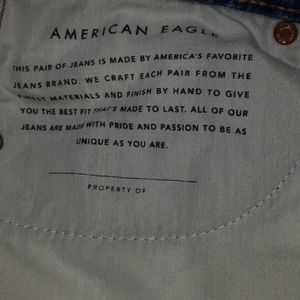 AMERICAN EAGLE
THIS PAIR OF JEANS IS MADE BY AMERICA'S FAVORITE
JEANS BRAND. WE CRAFT EACH PAIR FROM THE
FINEST MATERIALS AND FINISH BY HAND TO GIVE
YOU THE BEST FIT THAT'S MADE TO LAST. ALL OF OUR
JEANS ARE MADE WITH PRIDE AND PASSION TO BE AS
UNIQUE AS YOU ARE.
PROPERTY OF